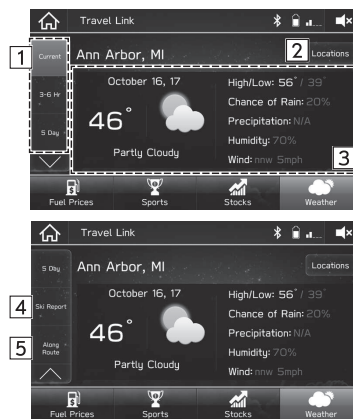 Travel Link
1
Current
Ann Arbor, MI
2
Locations
3-6 Hr
5 Day
October 16, 17
46°
Partly Cloudy
High/Low: 56° / 39°
Chance of Rain: 20%
Precipitation: N/A
Humidity: 70%
Wind: nnw 5mph
3
Fuel Prices
Sports
Stocks
Weather
Travel Link
5 Dby
Ann Arbor, MI
Locations
4
Ski Report
5
Along Route
October 16, 17
46°
Partly Cloudy
High/Low: 56° / 39°
Chance of Rain: 20%
Precipitation: N/A
Humidity: 70%
Wind: nnw 5mph
Fuel Prices
Sports
Stocks
Weather